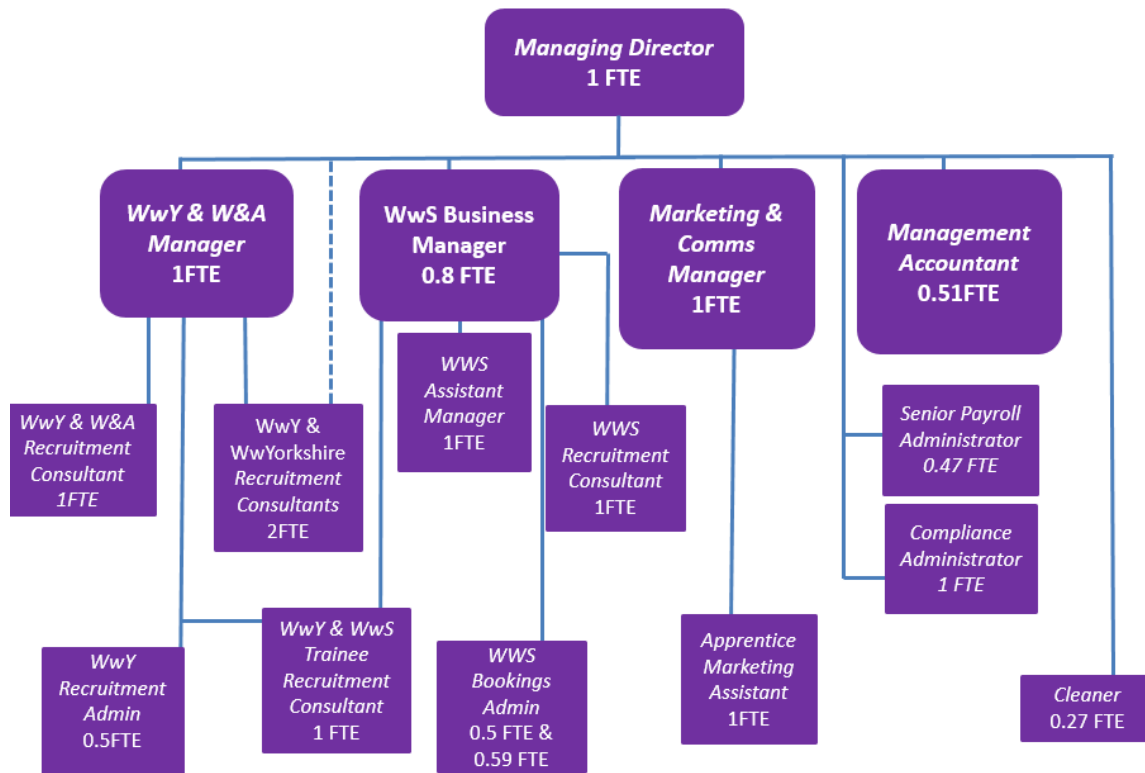 Managing Director
1 FTE
WwY & W&A
Manager
1FTE
WwS Business
Manager
0.8 FTE
Marketing &
Comms
Manager
1FTE
Management
Accountant
0.51FTE
WwY & W&A
Recruitment
Consultant
1FTE
WwY &
WwYorkshire
Recruitment
Consultants
2FTE
WWS
Assistant
Manager
1FTE
WWS
Recruitment
Consultant
1FTE
Senior Payroll
Administrator
0.47 FTE
Compliance
Administrator
1 FTE
WwY
Recruitment
Admin
0.5FTE
WwY & WwS
Trainee
Recruitment
Consultant
1 FTE
WWS
Bookings
Admin
0.5 FTE &
0.59 FTE
Apprentice
Marketing
Assistant
1FTE
Cleaner
0.27 FTE